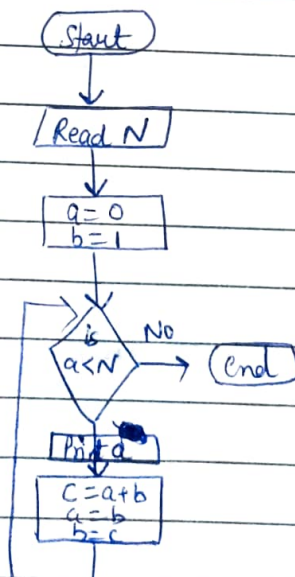 Start
Read N
a = 0
b = 1
is
a<N
No
End
Print a
C = a+b
a = b
b = c